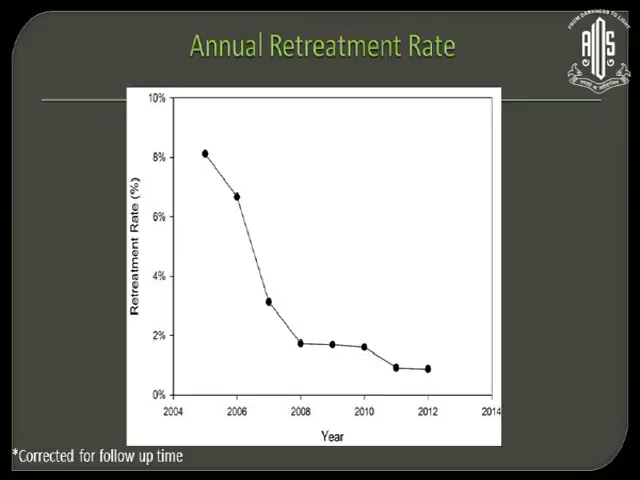 Annual Retreatment Rate
FROM DARKNESS TO LIGHT
AIOS
10%
8%
6%
4%
2%
0%
Retreatment Rate (%)
2004 2006 2008 2010 2012 2014
Year
*Corrected for follow up time